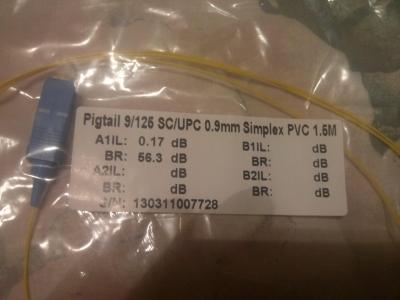 Pigtail 9/125 SC/UPC 0.9mm Simplex PVC 1.5M
A1IL: 0.17 dB B1IL: dB
BR: 56.3 dB BR: dB
A2IL: dB B2IL: dB
BR: dB BR: dB
S/N: 130311007728